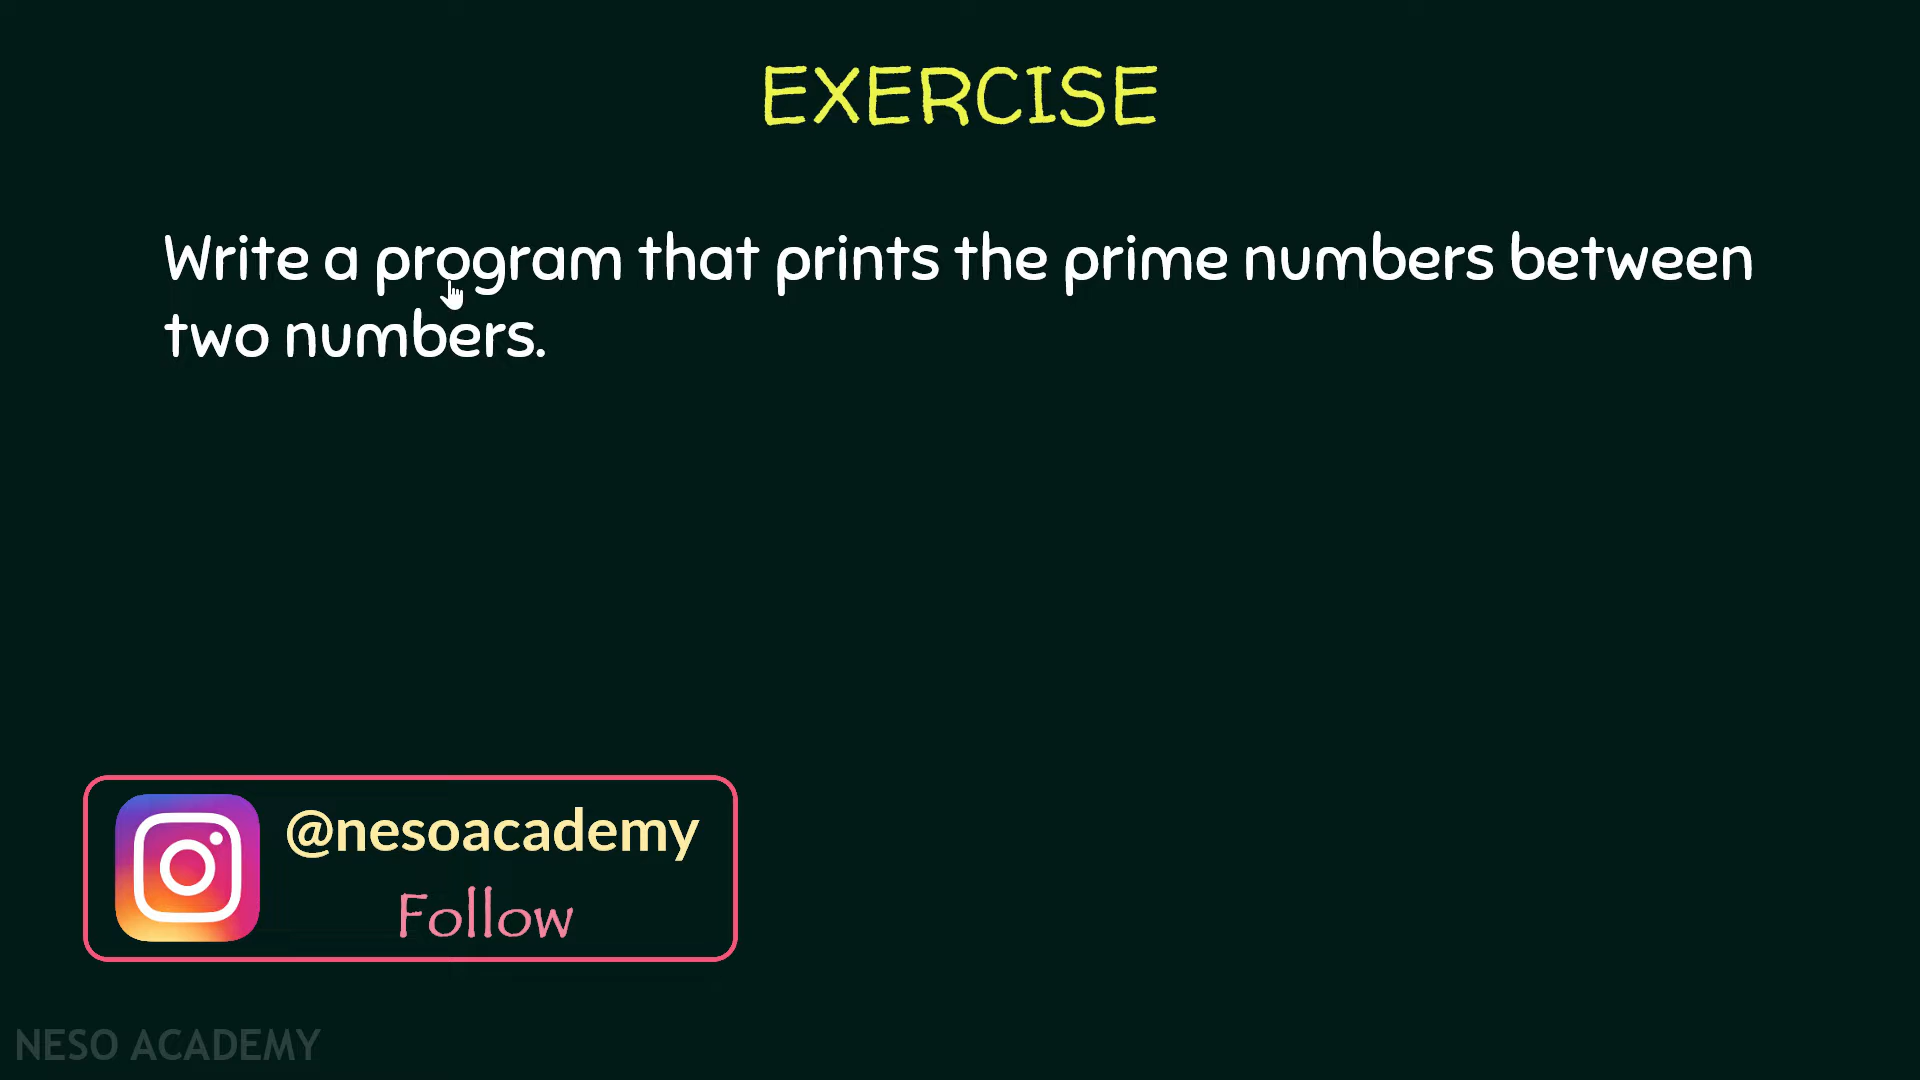 EXERCISE
Write a program that prints the prime numbers between
two numbers.
@nesoacademy
Follow
NESO ACADEMY